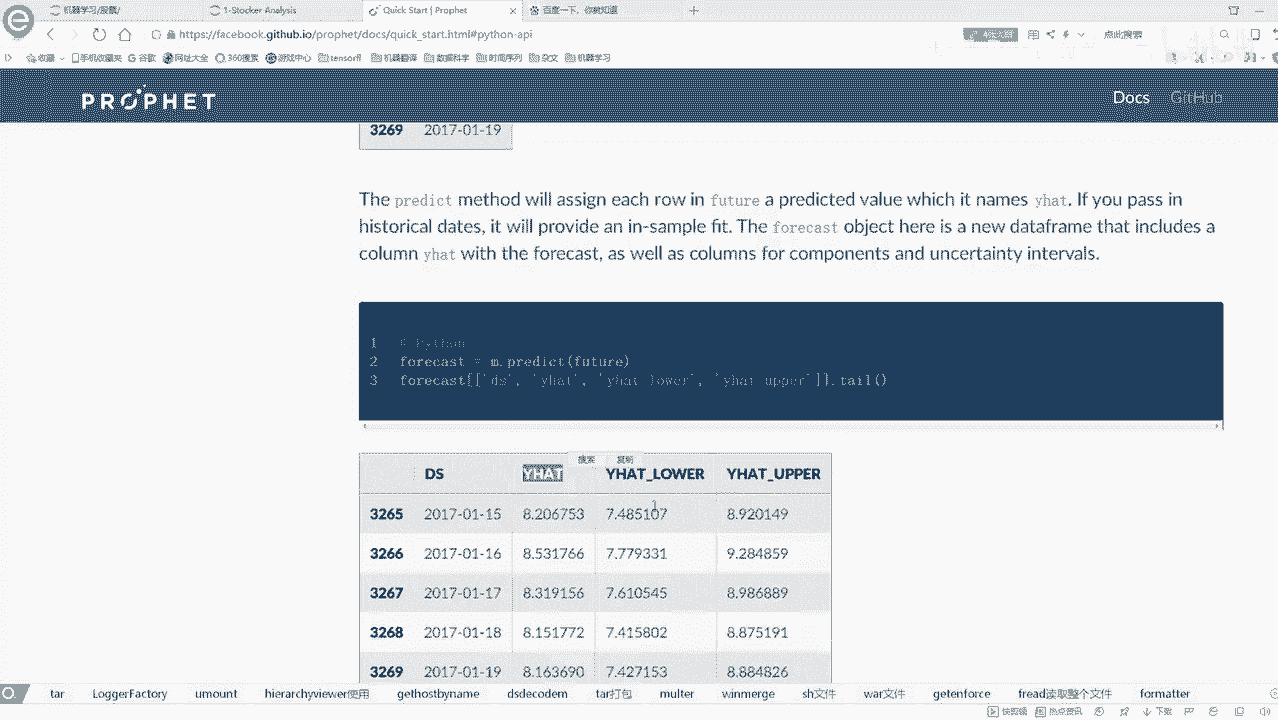 机器学习/股票/
1-Stocker Analysis
Quick Start | Prophet
百度一下，你就知道
https://facebook.github.io/prophet/docs/quick_start.html#python-api
点此搜索
收藏 手机收藏夹 G 谷歌 网址大全 360搜索 游戏中心 tensorfl 机器翻译 数据科学 时间序列 杂文 机器学习
PROPHET
Docs GitHub
3269 2017-01-19
The predict method will assign each row in future a predicted value which it names yhat. If you pass in
historical dates, it will provide an in-sample fit. The forecast object here is a new dataframe that includes a
column yhat with the forecast, as well as columns for components and uncertainty intervals.
1 # Python
2 forecast = m.predict(future)
3 forecast[['ds', 'yhat', 'yhat_lower', 'yhat_upper']].tail()
搜索 复制
DS YHAT YHAT_LOWER YHAT_UPPER
3265 2017-01-15 8.206753 7.485107 8.920149
3266 2017-01-16 8.531766 7.779331 9.284859
3267 2017-01-17 8.319156 7.610545 8.986889
3268 2017-01-18 8.151772 7.415802 8.875191
3269 2017-01-19 8.163690 7.427153 8.884826
tar LoggerFactory umount hierarchyviewer使用 gethostbyname dsdecodem tar打包 multer winmerge sh文件 war文件 getenforce fread读取整个文件 formatter
快剪辑 热点资讯 下载